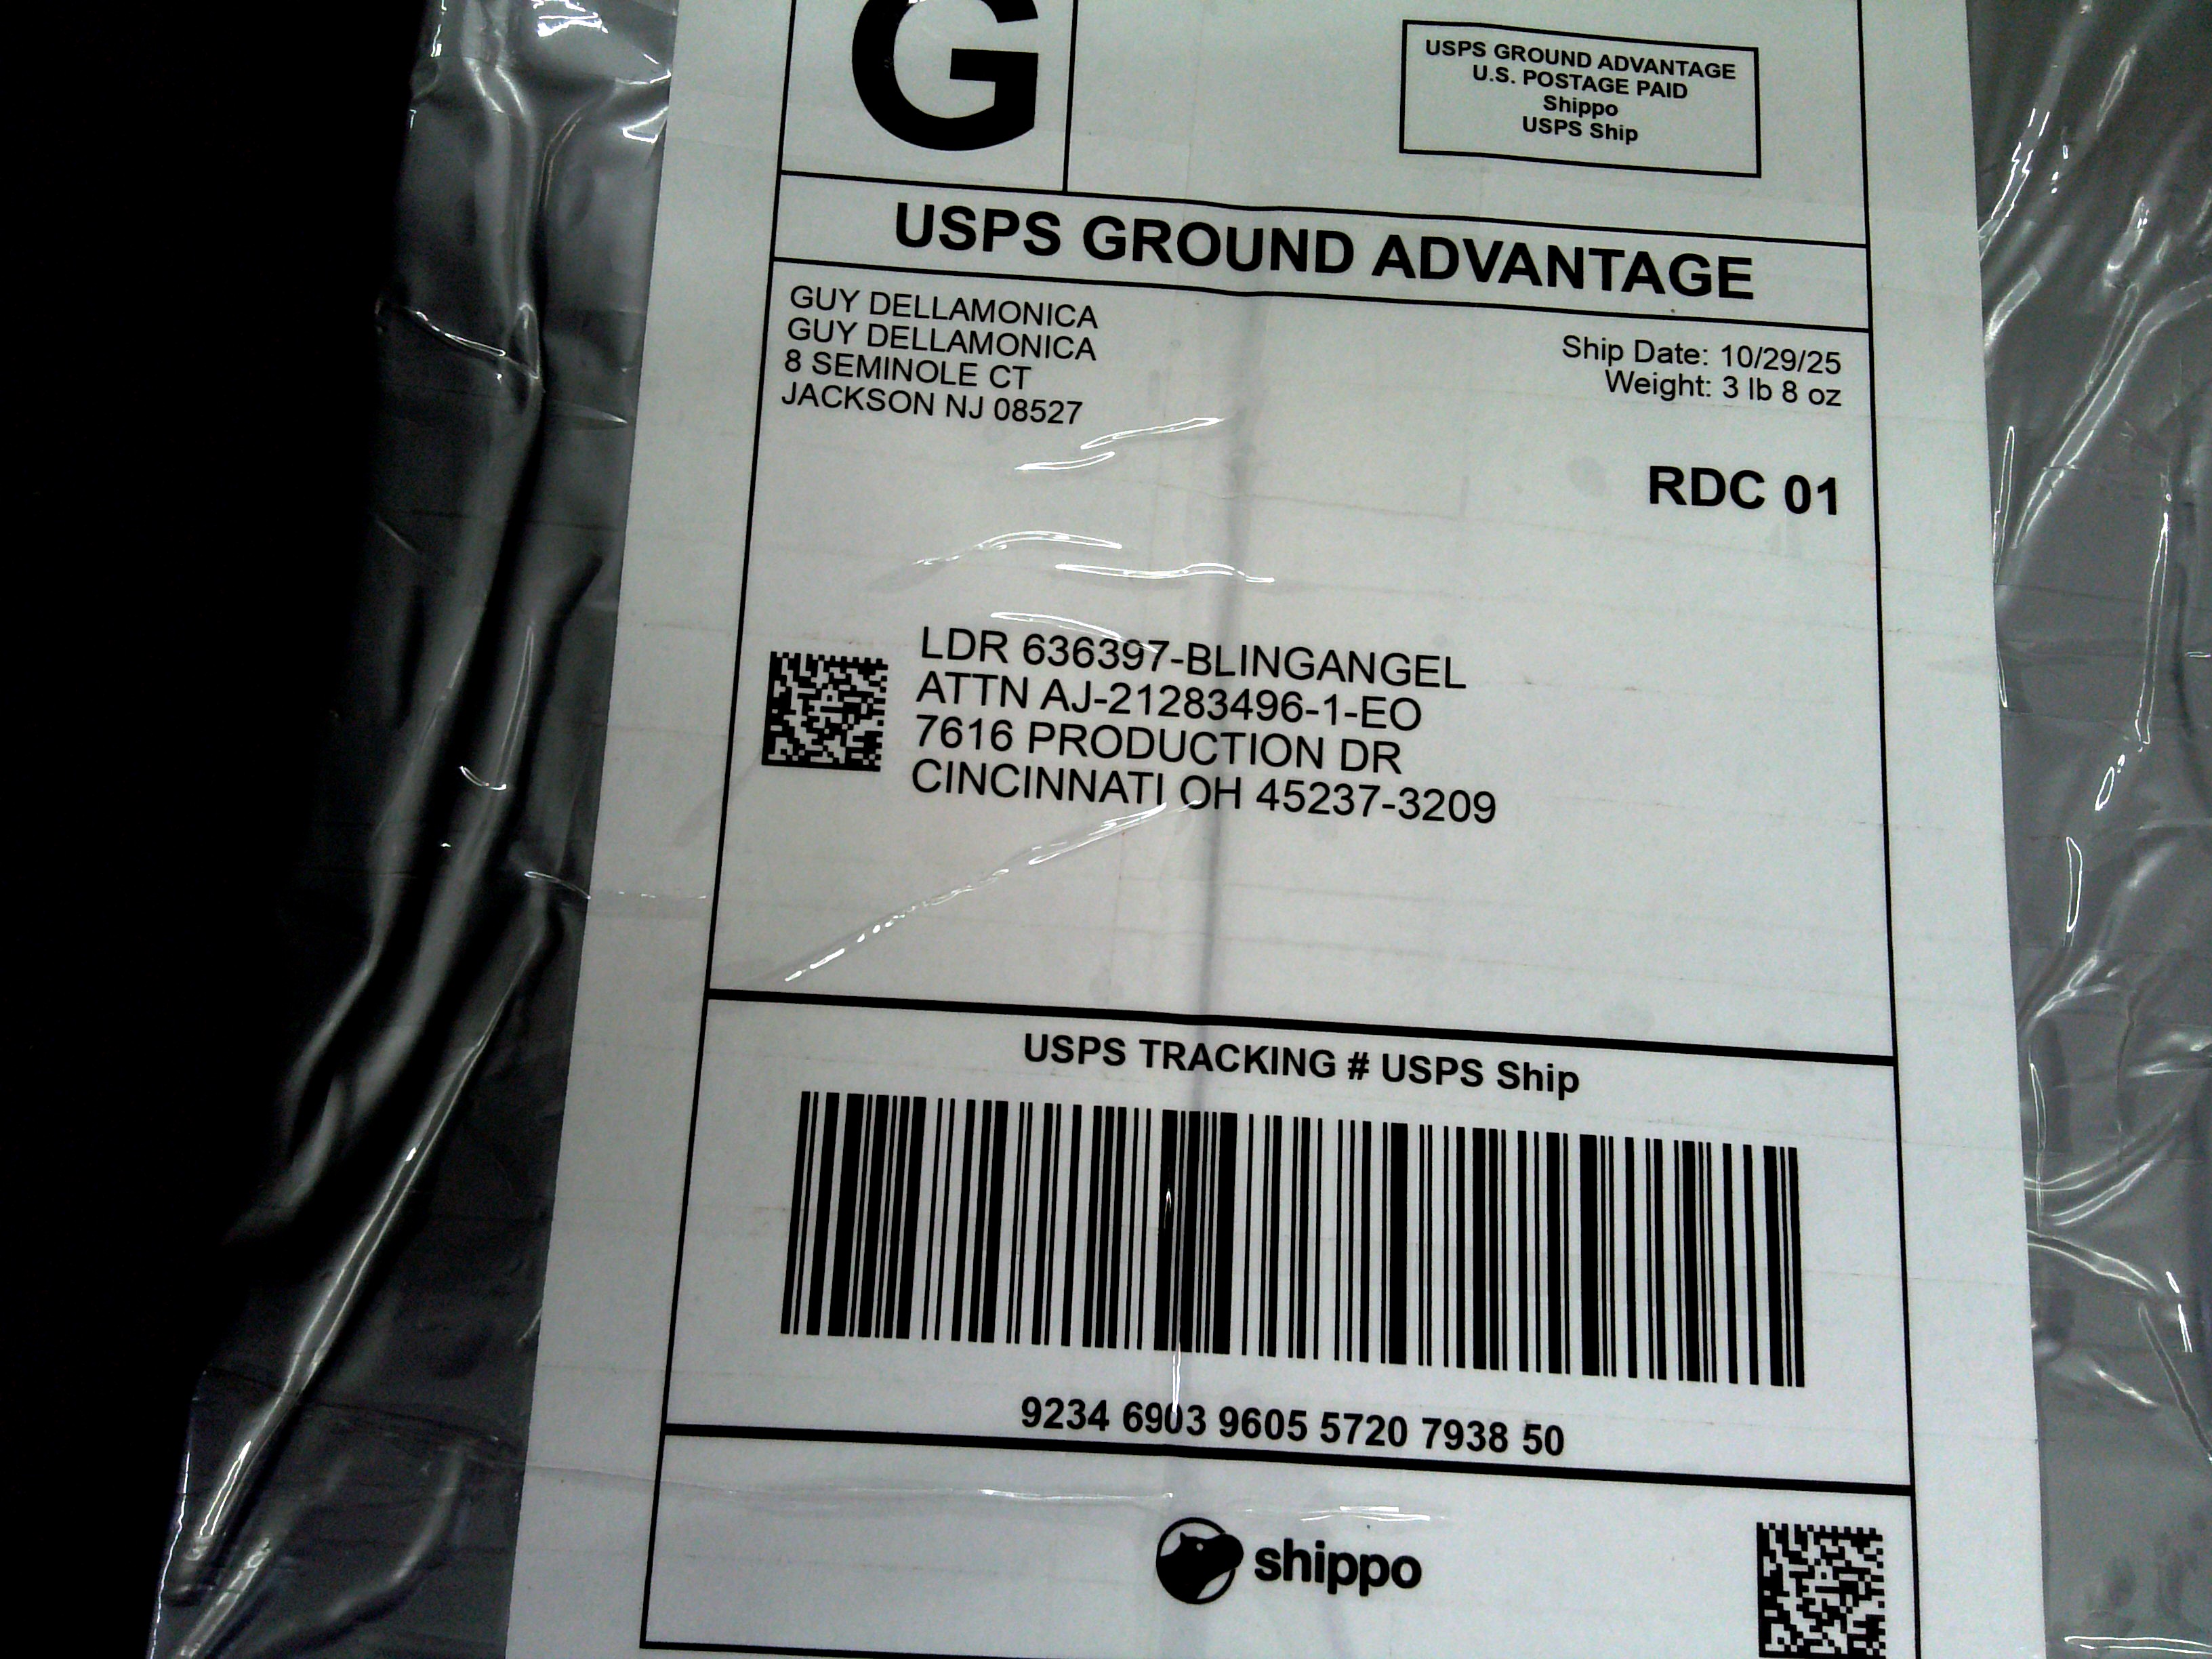 G
USPS GROUND ADVANTAGE
U.S. POSTAGE PAID
Shippo
USPS Ship
USPS GROUND ADVANTAGE
GUY DELLAMONICA
GUY DELLAMONICA
8 SEMINOLE CT
JACKSON NJ 08527
Ship Date: 10/29/25
Weight: 3 lb 8 oz
RDC 01
LDR 636397-BLINGANGEL
ATTN AJ-21283496-1-EO
7616 PRODUCTION DR
CINCINNATI OH 45237-3209
USPS TRACKING # USPS Ship
9234 6903 9605 5720 7938 50
shippo